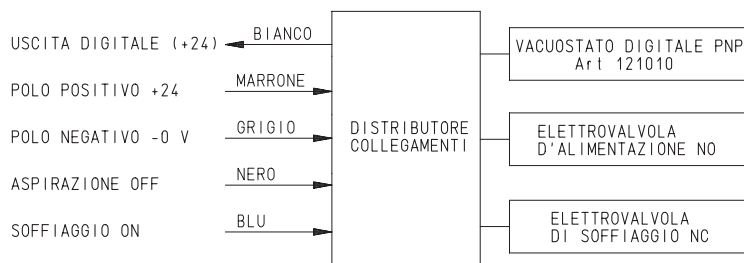 USCITA DIGITALE (+24)
BIANCO
POLO POSITIVO +24
MARRONE
POLO NEGATIVO -0 V
GRIGIO
ASPIRAZIONE OFF
NERO
SOFFIAGGIO ON
BLU
DISTRIBUTORE
COLLEGAMENTI
VACUOSTATO DIGITALE PNP
Art 121010
ELETTROVALVOLA
D'ALIMENTAZIONE NO
ELETTROVALVOLA
DI SOFFIAGGIO NC